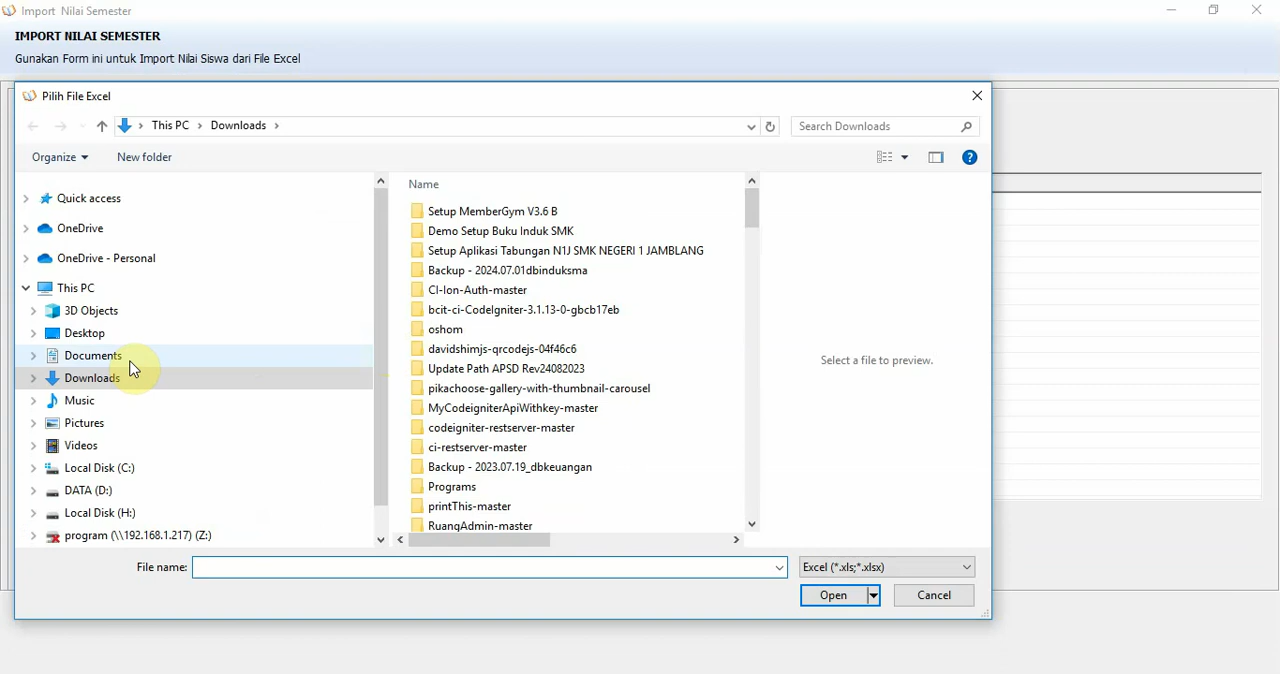 Import Nilai Semester
IMPORT NILAI SEMESTER
Gunakan Form ini untuk Import Nilai Siswa dari File Excel
Pilih File Excel
This PC > Downloads >
Search Downloads
Organize
New folder
Quick access
OneDrive
OneDrive - Personal
This PC
3D Objects
Desktop
Documents
Downloads
Music
Pictures
Videos
Local Disk (C:)
DATA (D:)
Local Disk (H:)
program (\\192.168.1.217) (Z:)
Name
Setup MemberGym V3.6 B
Demo Setup Buku Induk SMK
Setup Aplikasi Tabungan N1J SMK NEGERI 1 JAMBLANG
Backup - 2024.07.01dbinduksma
CI-Ion-Auth-master
bcit-ci-CodeIgniter-3.1.13-0-gbcb17eb
oshom
davidshimjs-qrcodejs-04f46c6
Update Path APSD Rev24082023
pikachoose-gallery-with-thumbnail-carousel
MyCodeigniterApiWithkey-master
codeigniter-restserver-master
ci-restserver-master
Backup - 2023.07.19_dbkeuangan
Programs
printThis-master
RuangAdmin-master
Select a file to preview.
File name:
Excel (*.xls;*.xlsx)
Open
Cancel